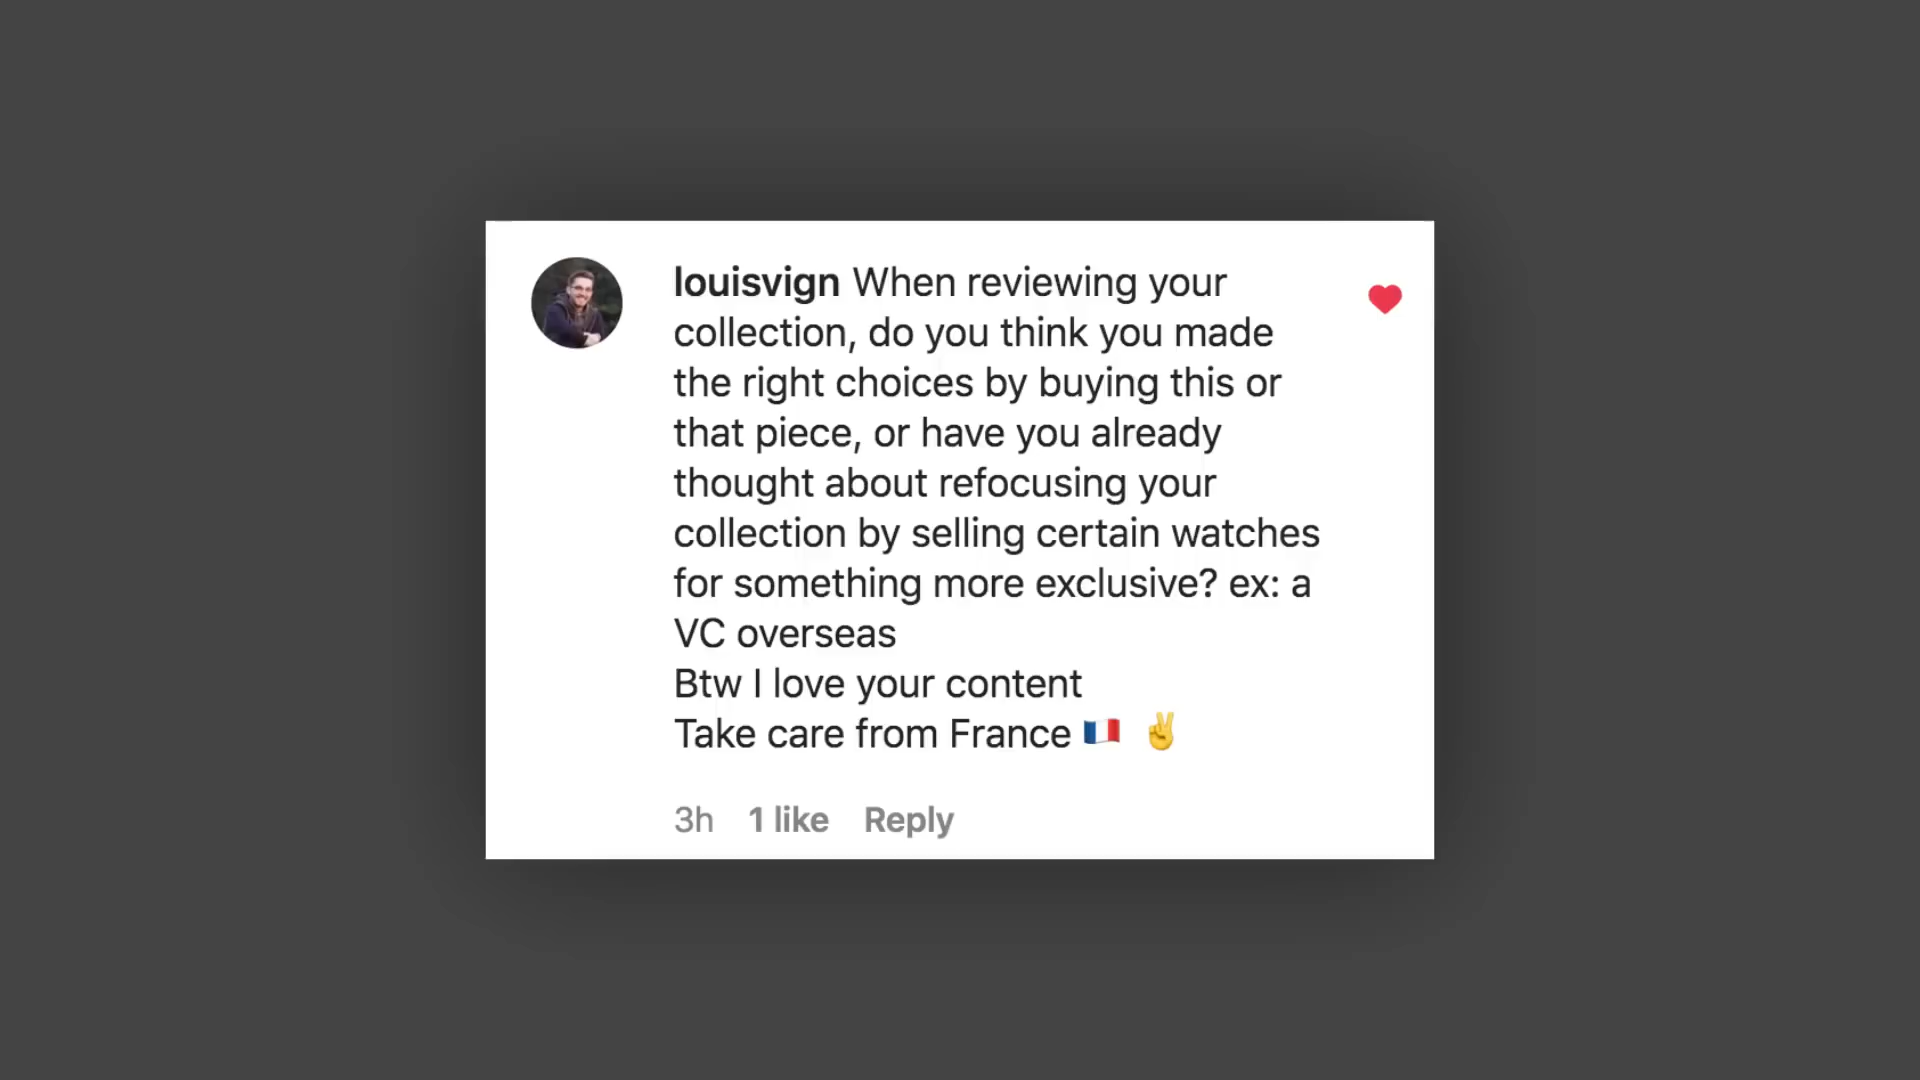 louisvign When reviewing your
collection, do you think you made
the right choices by buying this or
that piece, or have you already
thought about refocusing your
collection by selling certain watches
for something more exclusive? ex: a
VC overseas
Btw I love your content
Take care from France 🇫🇷 ✌️
3h 1 like Reply